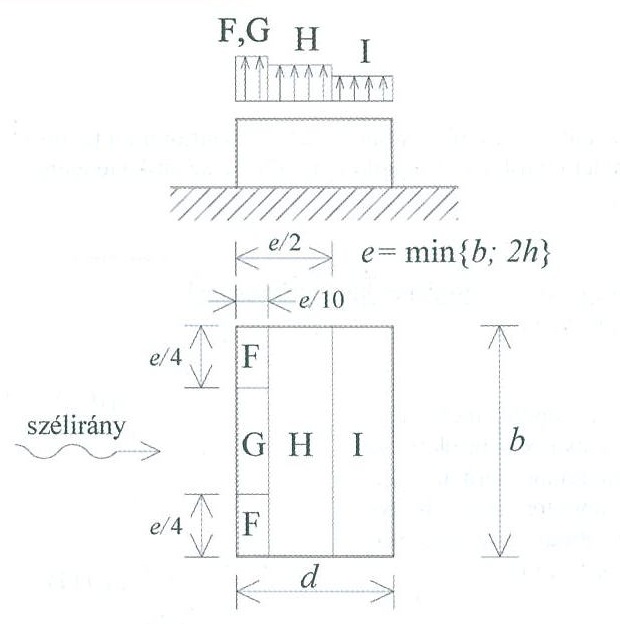 F,G H I
e/2
e= min{b; 2h}
e/10
e/4 F
szélirány
G H I b
e/4 F
d